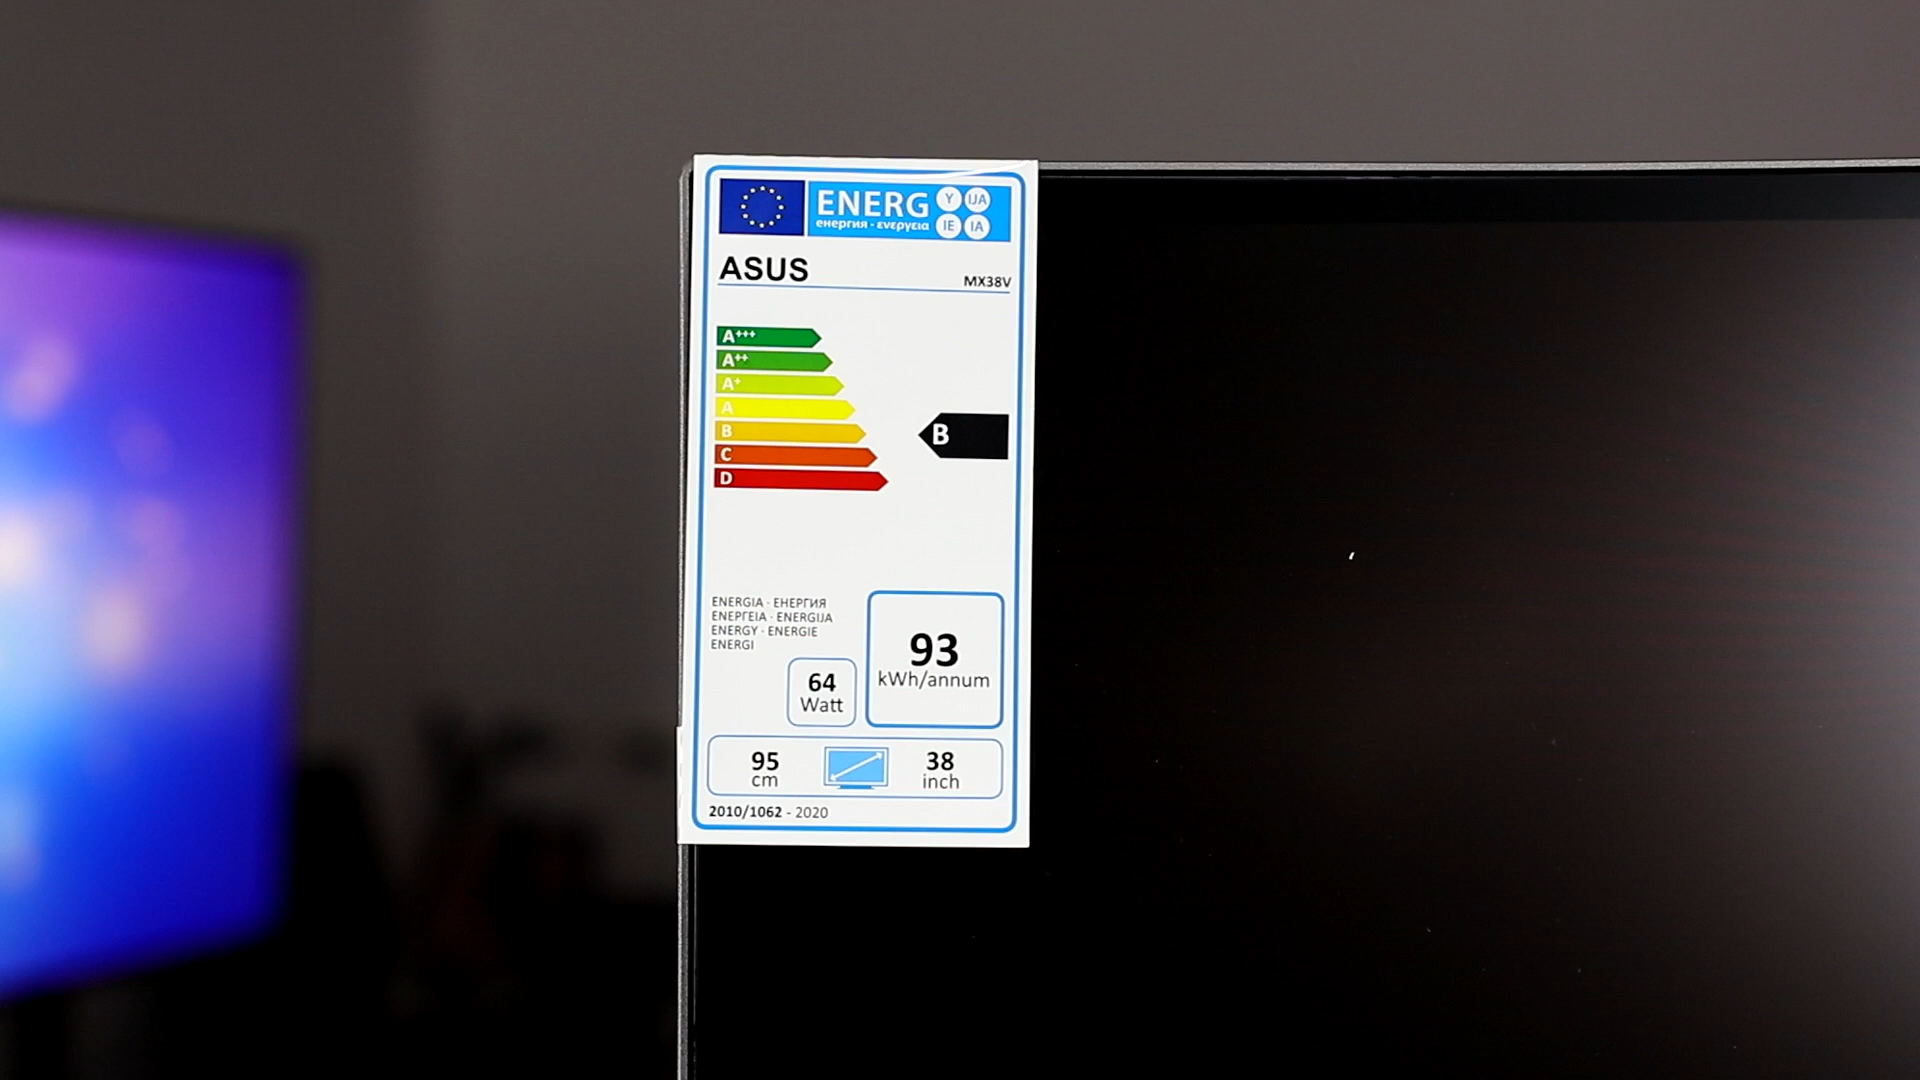 ENERG Y IJA
енергия · ενεργεια IE IA
ASUS MX38V
A+++
A++
A+
A
B
B
C
D
ENERGIA · ЕНЕРГИЯ
ΕΝΕΡΓΕΙΑ · ENERGIJA
ENERGY · ENERGIE
ENERGI
93
kWh/annum
64
Watt
95
cm
38
inch
2010/1062 - 2020